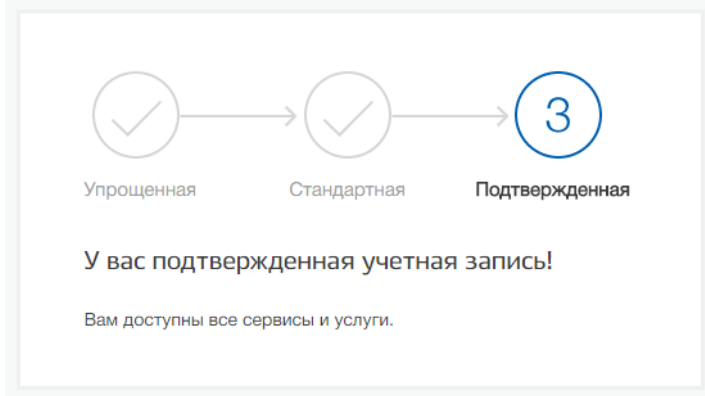 3
Упрощенная
Стандартная
Подтвержденная
У вас подтвержденная учетная запись!
Вам доступны все сервисы и услуги.